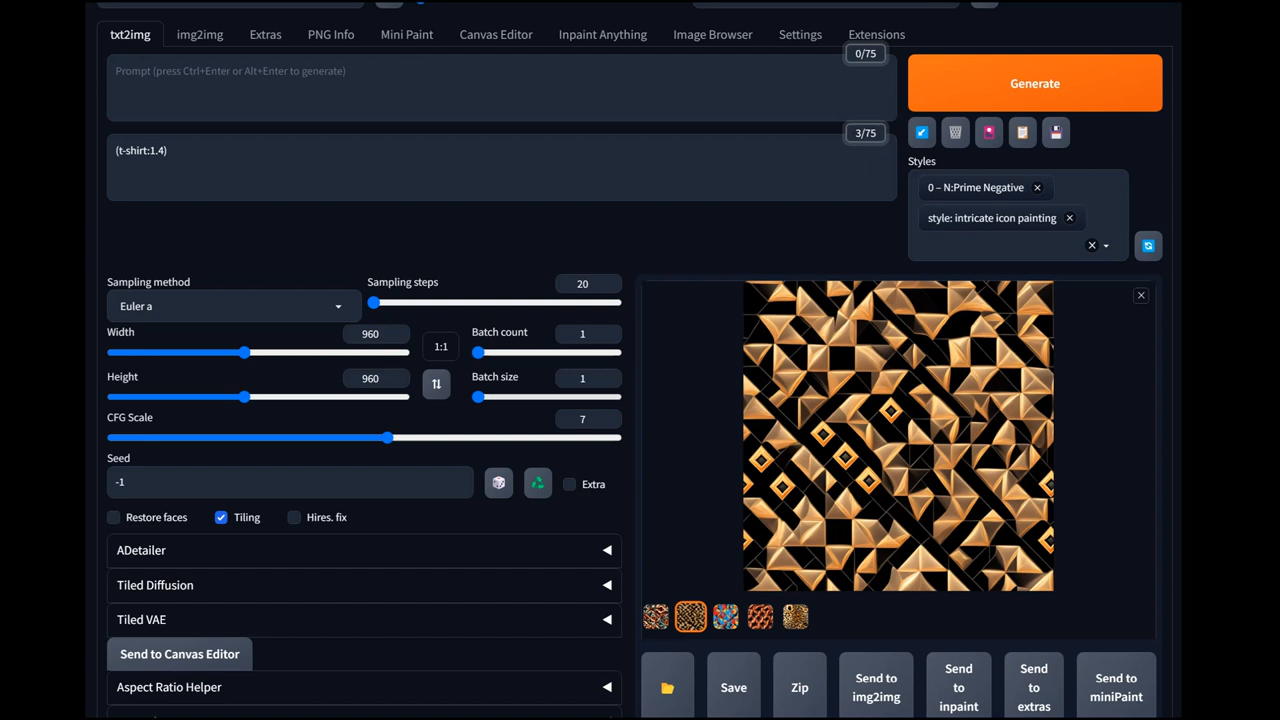 txt2img
img2img
Extras
PNG Info
Mini Paint
Canvas Editor
Inpaint Anything
Image Browser
Settings
Extensions
Prompt (press Ctrl+Enter or Alt+Enter to generate)
0/75
Generate
(t-shirt:1.4)
3/75
Styles
0 – N:Prime Negative
style: intricate icon painting
Sampling method
Euler a
Sampling steps
20
Width
960
Height
960
1:1
Batch count
1
Batch size
1
CFG Scale
7
Seed
-1
Extra
Restore faces
Tiling
Hires. fix
ADetailer
Tiled Diffusion
Tiled VAE
Send to Canvas Editor
Aspect Ratio Helper
Save
Zip
Send to
img2img
Send
to
inpaint
Send
to
extras
Send to
miniPaint